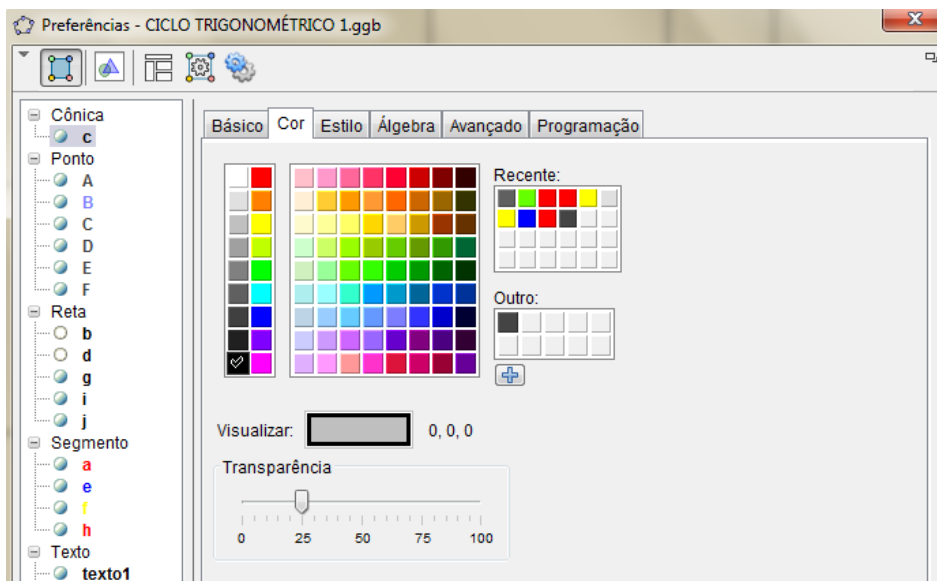 Preferências - CICLO TRIGONOMÉTRICO 1.ggb
Cônica
c
Ponto
A
B
C
D
E
F
Reta
b
d
g
i
j
Segmento
a
e
f
h
Texto
texto1
Básico Cor Estilo Álgebra Avançado Programação
Recente:
Outro:
Visualizar: 0, 0, 0
Transparência
0 25 50 75 100